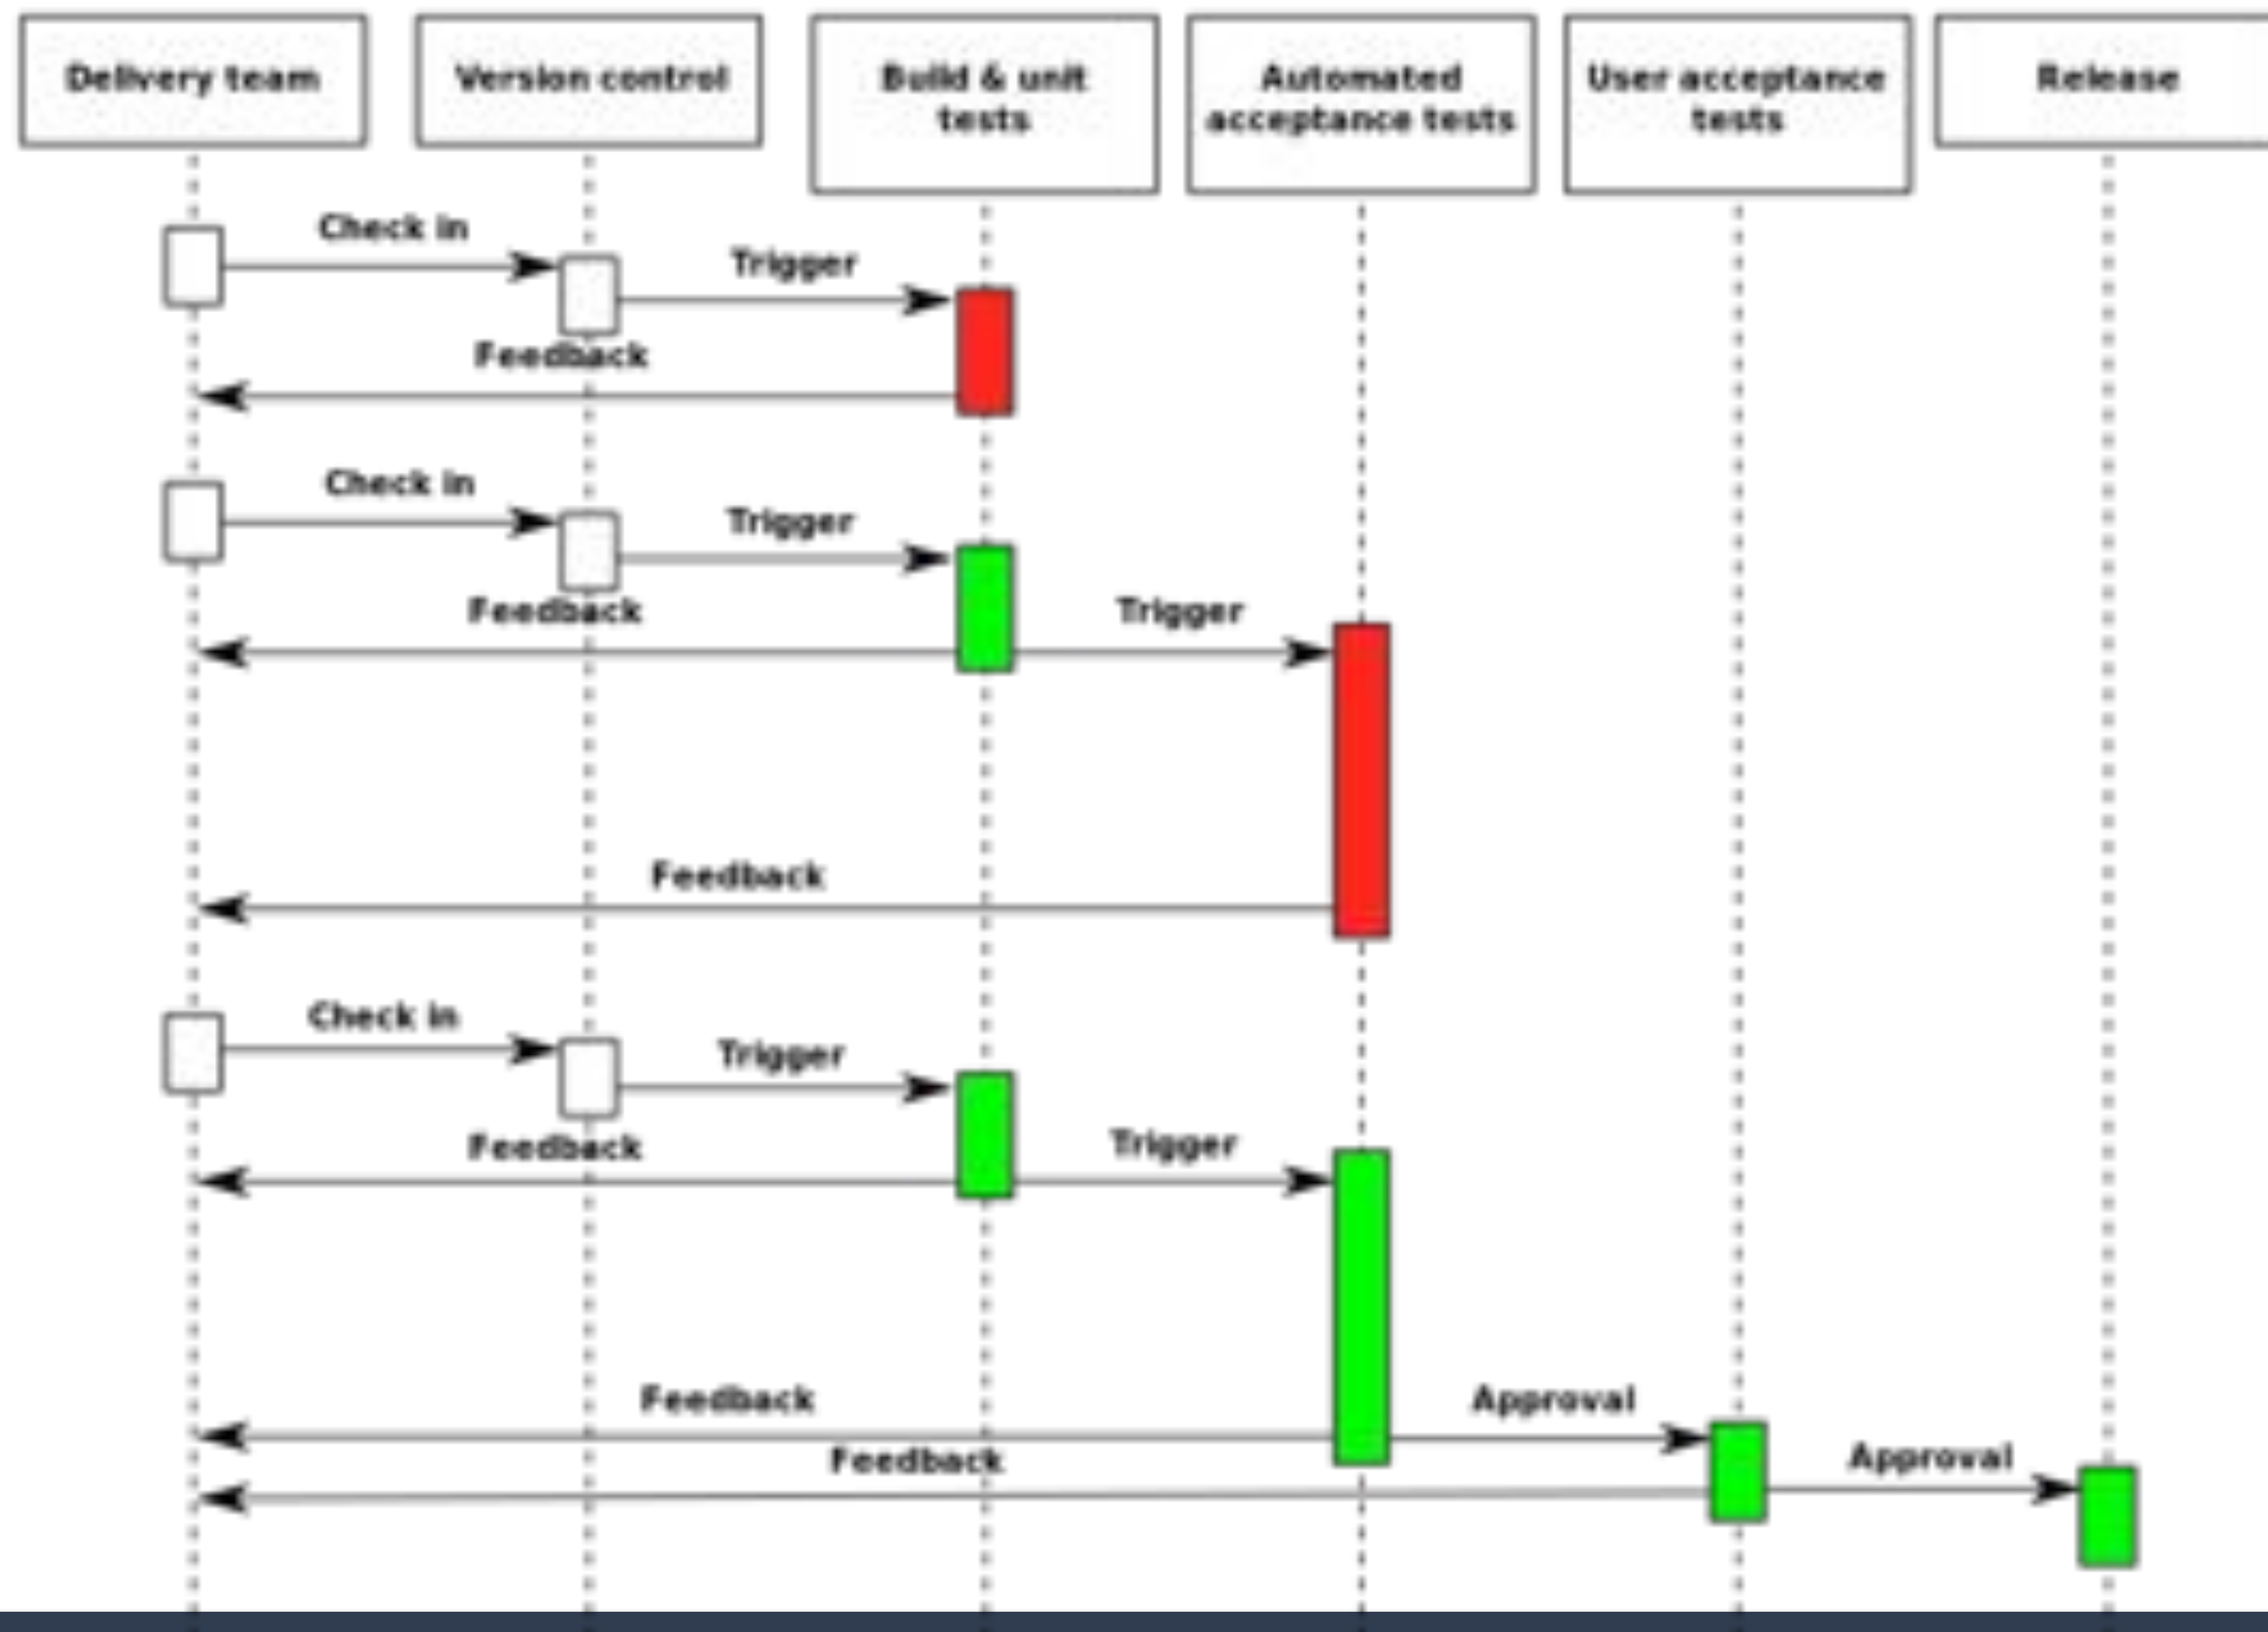 Delivery team
Version control
Build & unit
tests
Automated
acceptance tests
User acceptance
tests
Release
Check in
Trigger
Feedback
Check in
Trigger
Feedback
Trigger
Feedback
Check in
Trigger
Feedback
Trigger
Feedback
Approval
Feedback
Approval